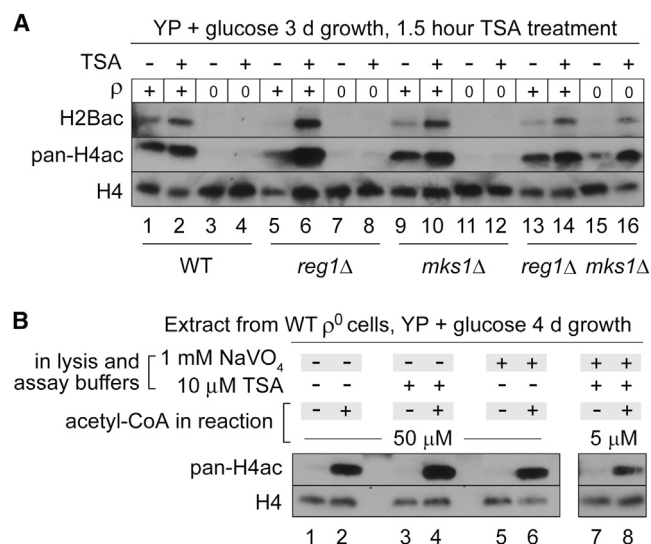 A
YP + glucose 3 d growth, 1.5 hour TSA treatment
TSA - + - + - + - + - + - + - + - +
ρ + + 0 0 + + 0 0 + + 0 0 + + 0 0
H2Bac
pan-H4ac
H4
1 2 3 4 5 6 7 8 9 10 11 12 13 14 15 16
WT reg1Δ mks1Δ reg1Δ mks1Δ
B
Extract from WT ρ⁰ cells, YP + glucose 4 d growth
in lysis and assay buffers
1 mM NaVO₄ - - - - + + + +
10 µM TSA - - + + - - + +
acetyl-CoA in reaction - + - + - + - +
50 µM 5 µM
pan-H4ac
H4
1 2 3 4 5 6 7 8